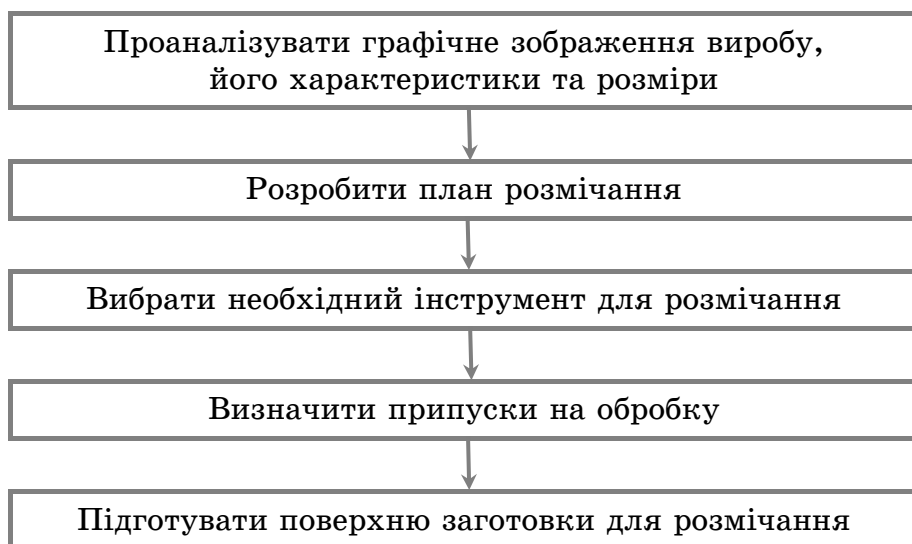 Проаналізувати графічне зображення виробу,
його характеристики та розміри
Розробити план розмічання
Вибрати необхідний інструмент для розмічання
Визначити припуски на обробку
Підготувати поверхню заготовки для розмічання